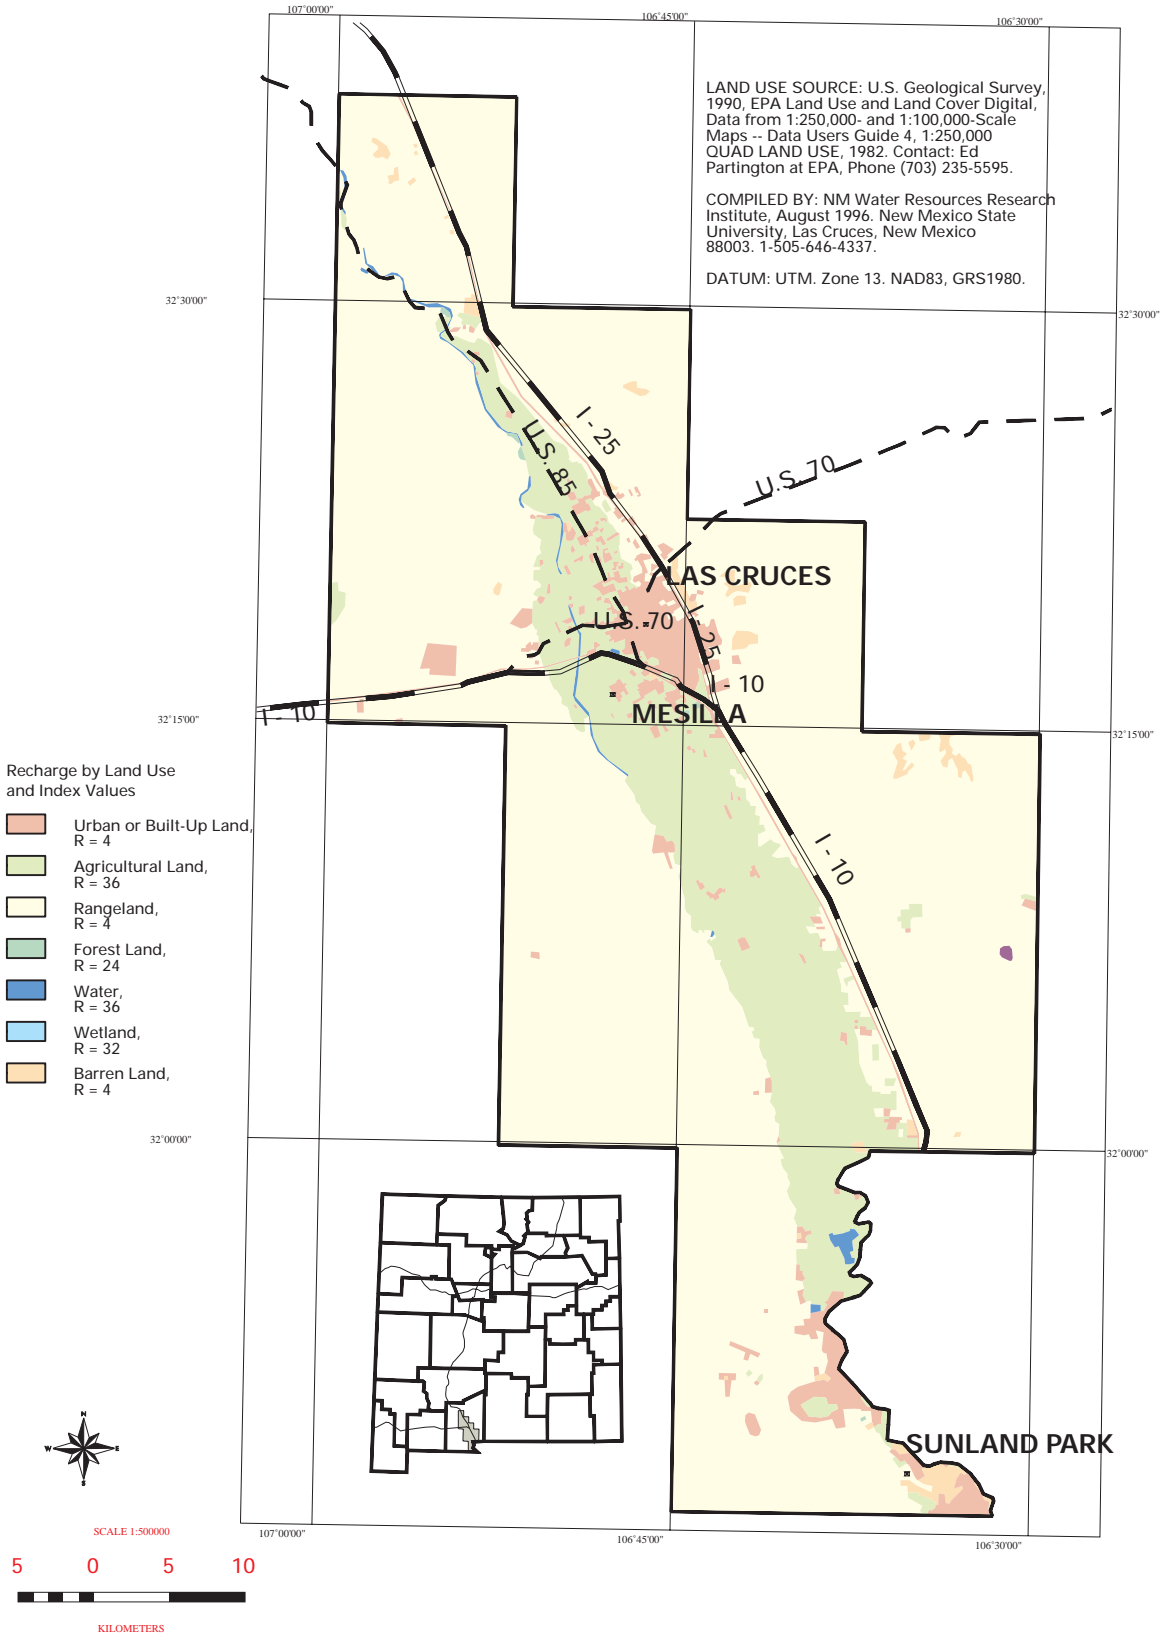 107°00'00"
106°45'00"
106°30'00"
LAND USE SOURCE: U.S. Geological Survey,
1990, EPA Land Use and Land Cover Digital,
Data from 1:250,000- and 1:100,000-Scale
Maps -- Data Users Guide 4, 1:250,000
QUAD LAND USE, 1982. Contact: Ed
Partington at EPA, Phone (703) 235-5595.
COMPILED BY: NM Water Resources Research
Institute, August 1996. New Mexico State
University, Las Cruces, New Mexico
88003. 1-505-646-4337.
DATUM: UTM. Zone 13. NAD83, GRS1980.
32°30'00"
32°30'00"
I - 25
U.S. 85
U.S. 70
LAS CRUCES
U.S. 70
I - 25
I - 10
MESILLA
I - 10
32°15'00"
32°15'00"
Recharge by Land Use
and Index Values
Urban or Built-Up Land,
R = 4
Agricultural Land,
R = 36
Rangeland,
R = 4
Forest Land,
R = 24
Water,
R = 36
Wetland,
R = 32
Barren Land,
R = 4
I - 10
32°00'00"
32°00'00"
SUNLAND PARK
N
W
E
S
SCALE 1:500000
5 0 5 10
KILOMETERS
107°00'00"
106°45'00"
106°30'00"